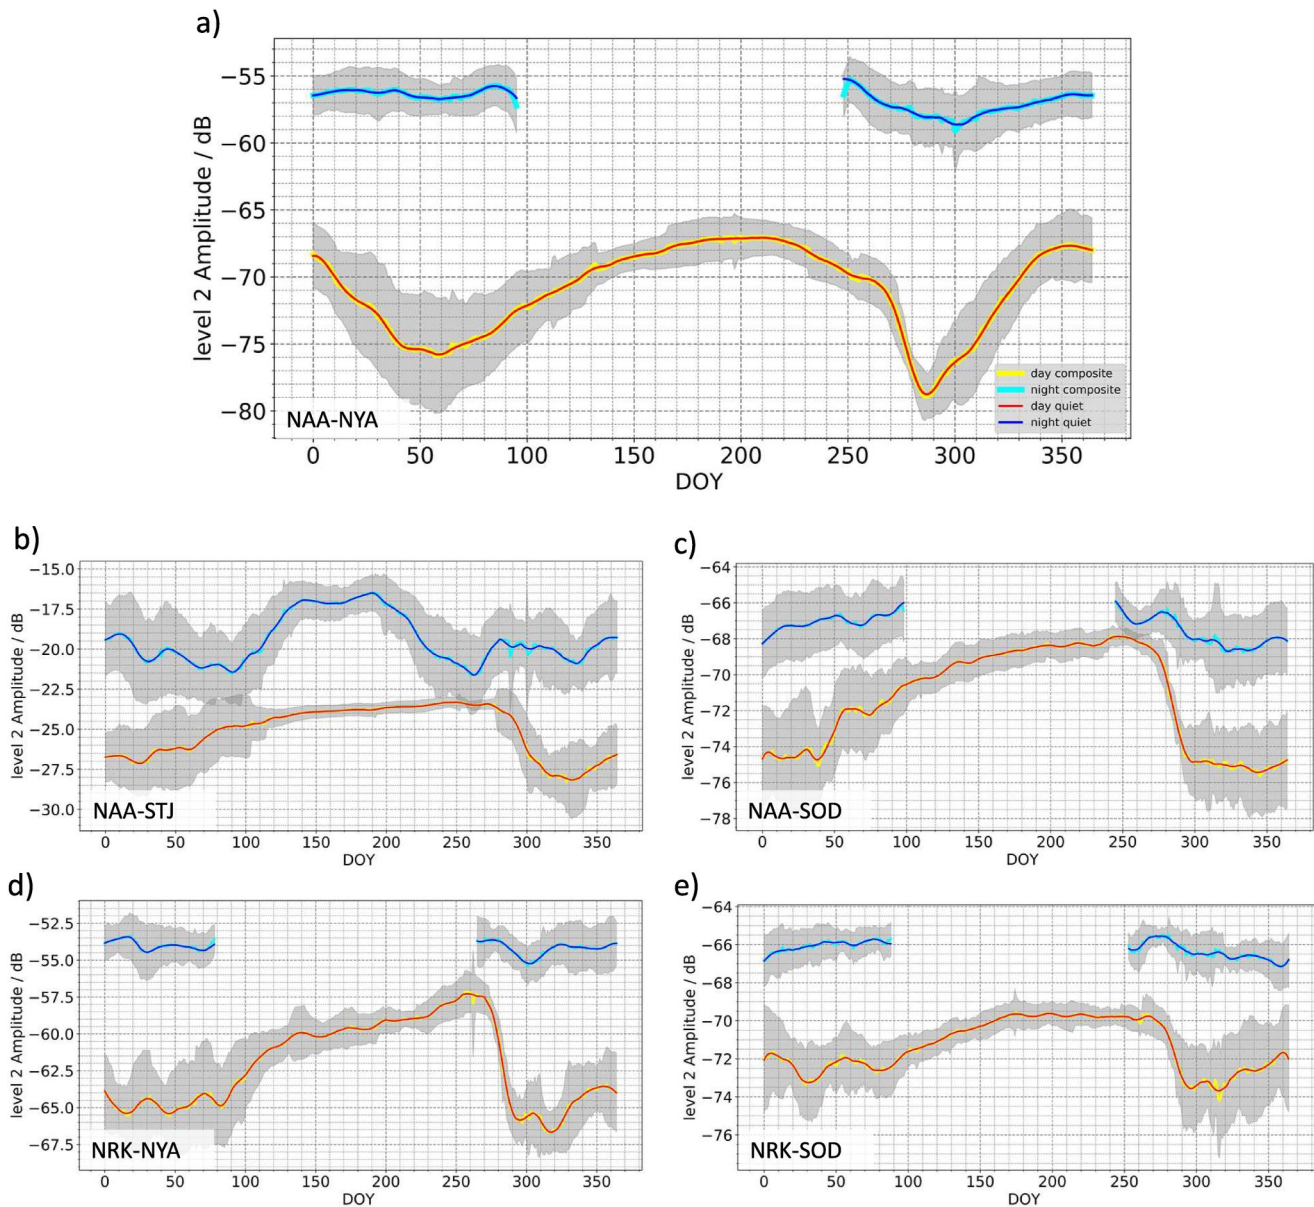 a)
level 2 Amplitude / dB
−55
−60
−65
−70
−75
−80
day composite
night composite
day quiet
night quiet
NAA-NYA
0 50 100 150 200 250 300 350
DOY
b)
level 2 Amplitude / dB
−15.0
−17.5
−20.0
−22.5
−25.0
−27.5
−30.0
NAA-STJ
0 50 100 150 200 250 300 350
DOY
c)
level 2 Amplitude / dB
−64
−66
−68
−70
−72
−74
−76
−78
NAA-SOD
0 50 100 150 200 250 300 350
DOY
d)
level 2 Amplitude / dB
−52.5
−55.0
−57.5
−60.0
−62.5
−65.0
−67.5
NRK-NYA
0 50 100 150 200 250 300 350
DOY
e)
level 2 Amplitude / dB
−64
−66
−68
−70
−72
−74
−76
NRK-SOD
0 50 100 150 200 250 300 350
DOY